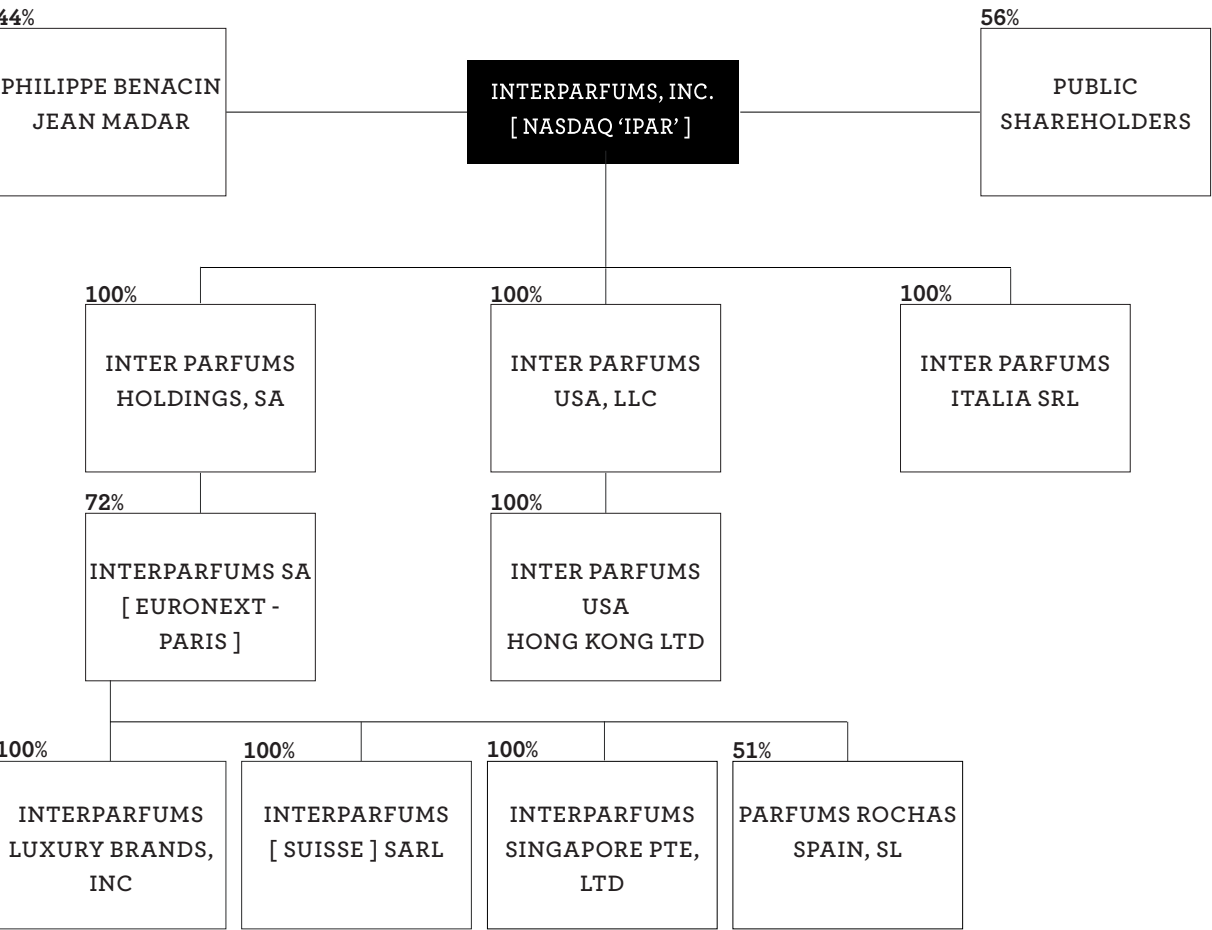 44%
56%
PHILIPPE BENACIN
JEAN MADAR
INTERPARFUMS, INC.
[ NASDAQ ‘IPAR’ ]
PUBLIC
SHAREHOLDERS
100%
100%
100%
INTER PARFUMS
HOLDINGS, SA
INTER PARFUMS
USA, LLC
INTER PARFUMS
ITALIA SRL
72%
100%
INTERPARFUMS SA
[ EURONEXT -
PARIS ]
INTER PARFUMS
USA
HONG KONG LTD
100%
100%
100%
51%
INTERPARFUMS
LUXURY BRANDS,
INC
INTERPARFUMS
[ SUISSE ] SARL
INTERPARFUMS
SINGAPORE PTE,
LTD
PARFUMS ROCHAS
SPAIN, SL